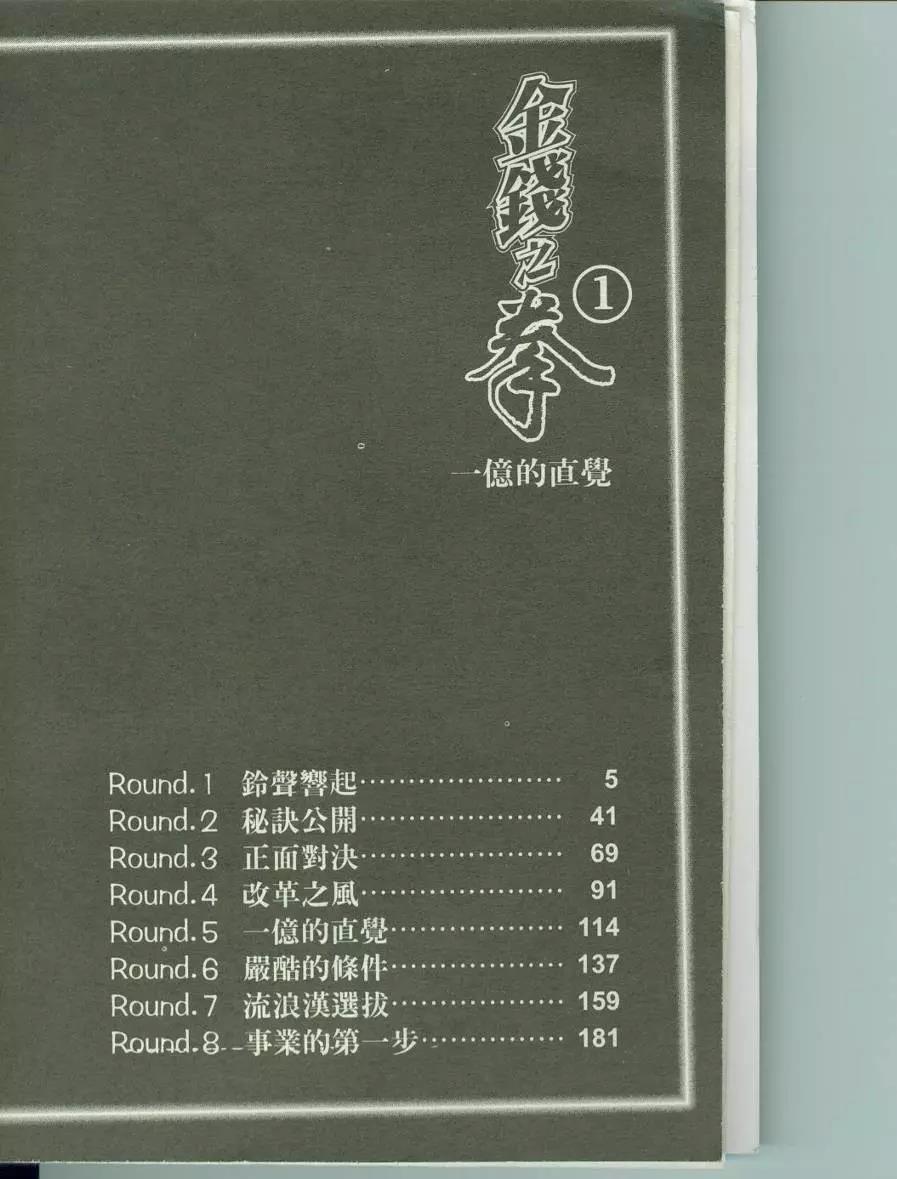 金錢之拳
①
一億的直覺
Round.1 鈴聲響起…………………… 5
Round.2 秘訣公開…………………… 41
Round.3 正面對決…………………… 69
Round.4 改革之風…………………… 91
Round.5 一億的直覺………………… 114
Round.6 嚴酷的條件………………… 137
Round.7 流浪漢選拔………………… 159
Round.8 事業的第一步……………… 181